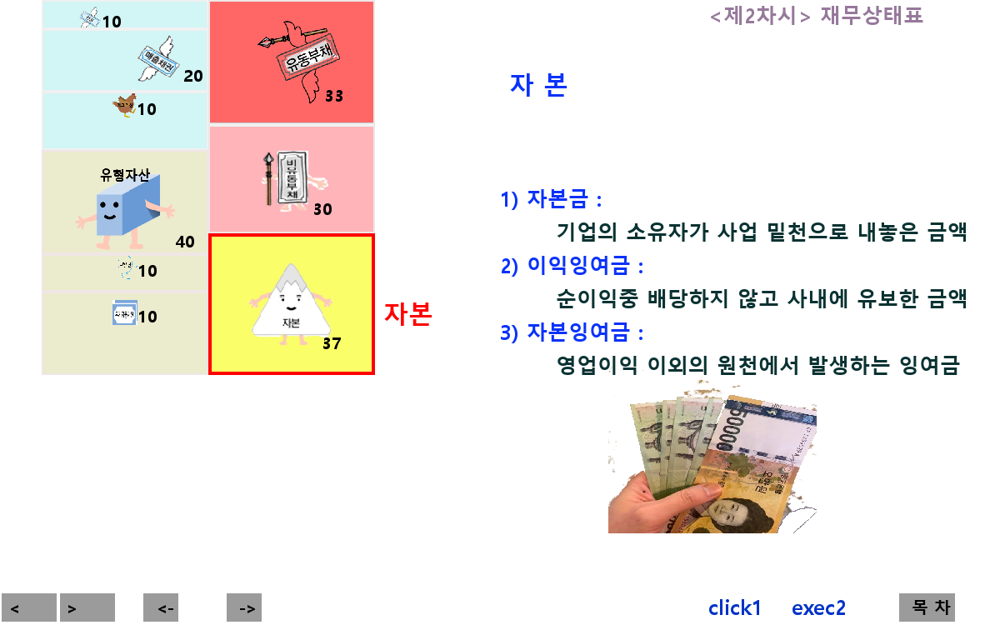 <제2차시> 재무상태표
10
매출채권
20
10
유형자산
40
10
10
유동부채
33
비유동부채
30
자본
37
자본
자 본
1) 자본금 :
기업의 소유자가 사업 밑천으로 내놓은 금액
2) 이익잉여금 :
순이익중 배당하지 않고 사내에 유보한 금액
3) 자본잉여금 :
영업이익 이외의 원천에서 발생하는 잉여금
50000
<
>
<-
->
click1
exec2
목 차